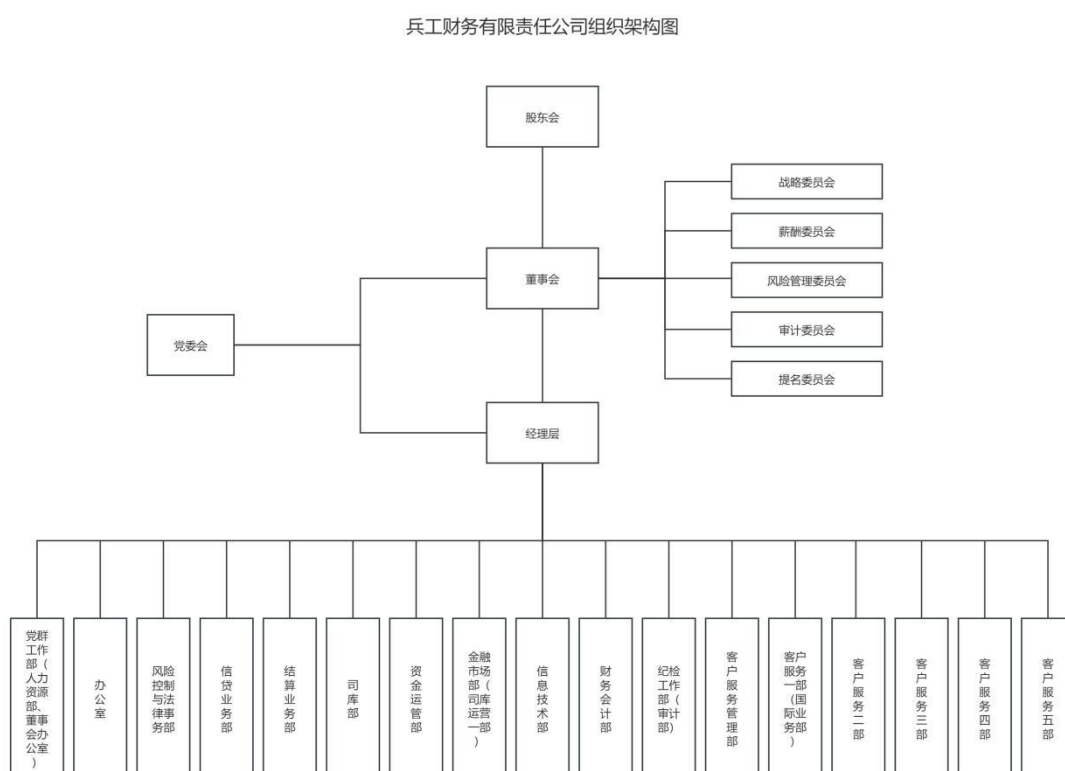 兵工财务有限责任公司组织架构图
股东会
战略委员会
薪酬委员会
董事会
风险管理委员会
审计委员会
党委会
提名委员会
经理层
党群工作部（人力资源部、董事会办公室）
办公室
风险控制与法律事务部
信贷业务部
结算业务部
司库部
资金运管部
金融市场部（司库运营一部）
信息技术部
财务会计部
纪检工作部（审计部）
客户服务管理部
客户服务一部（国际业务部）
客户服务二部
客户服务三部
客户服务四部
客户服务五部